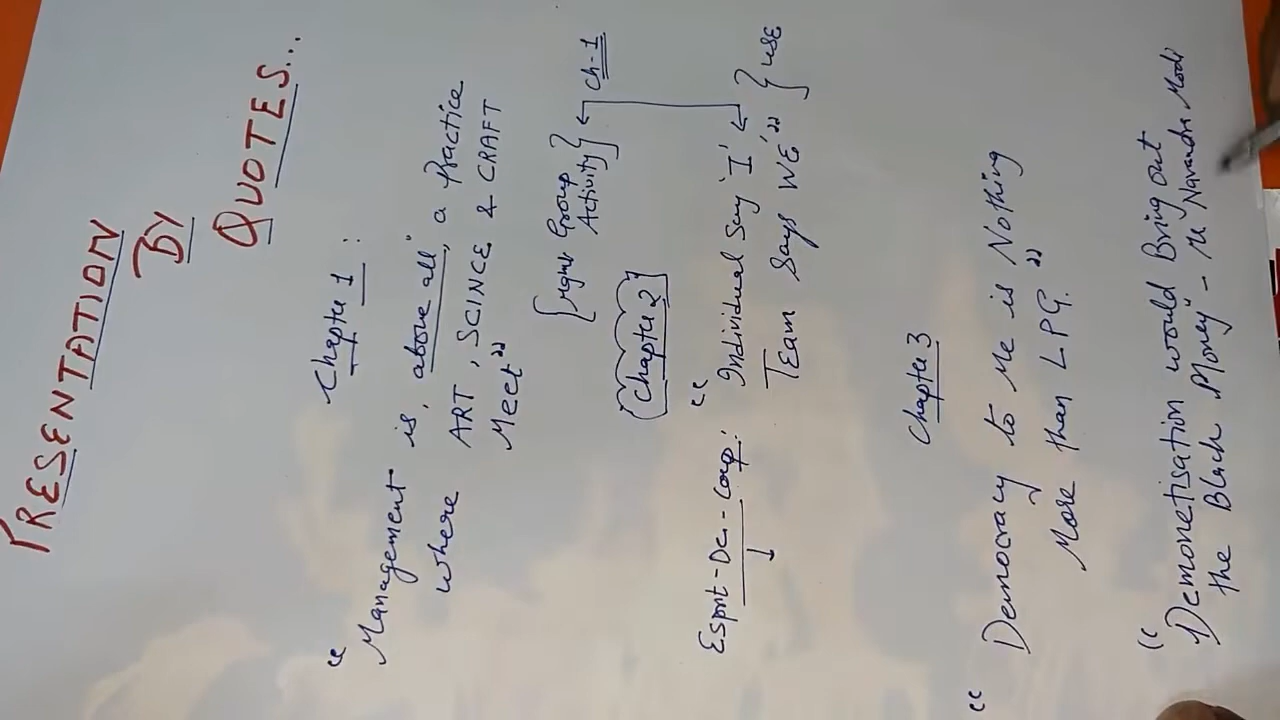 PRESENTATION
BY
QUOTES...
Chapter 1 :
"Management is, above all, a Practice
where ART, SCINCE & CRAFT
Meet"
{Mgmt Group
Activity} ← Ch-1
{Chapter 2}
Esprit-De-Corp: "Individual Say 'I'
Team Says WE'" } USE
Chapter 3
"Democracy to Me is Nothing
More than LPG."
"Demonetisation would Bring out
the Black Money" - Narandra Modi